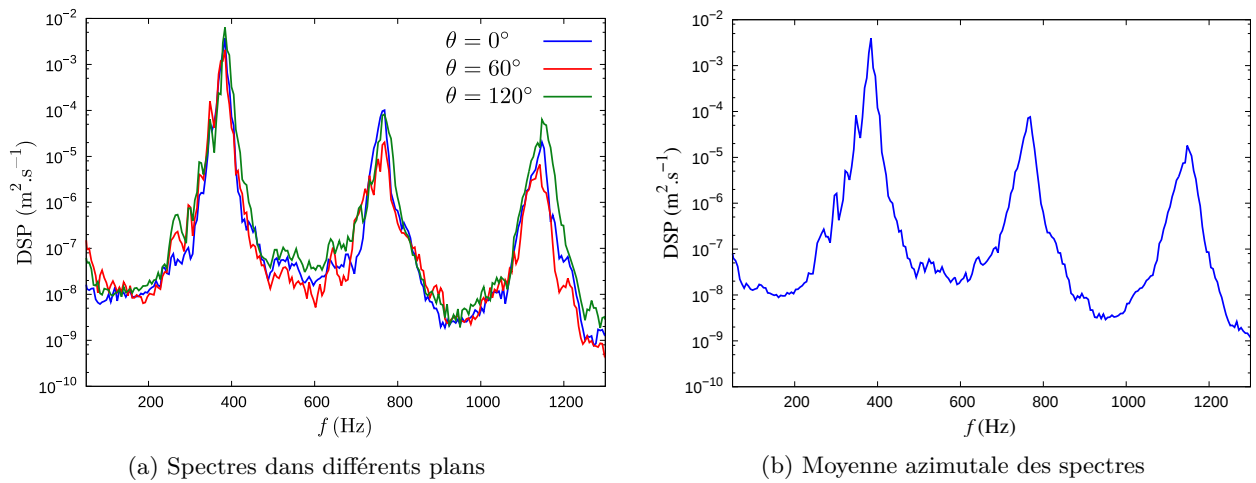 10⁻²
10⁻³
10⁻⁴
10⁻⁵
10⁻⁶
10⁻⁷
10⁻⁸
10⁻⁹
10⁻¹⁰
DSP (m².s⁻¹)
θ = 0°
θ = 60°
θ = 120°
200 400 600 800 1000 1200
f (Hz)
(a) Spectres dans différents plans
10⁻²
10⁻³
10⁻⁴
10⁻⁵
10⁻⁶
10⁻⁷
10⁻⁸
10⁻⁹
10⁻¹⁰
DSP (m².s⁻¹)
200 400 600 800 1000 1200
f (Hz)
(b) Moyenne azimutale des spectres